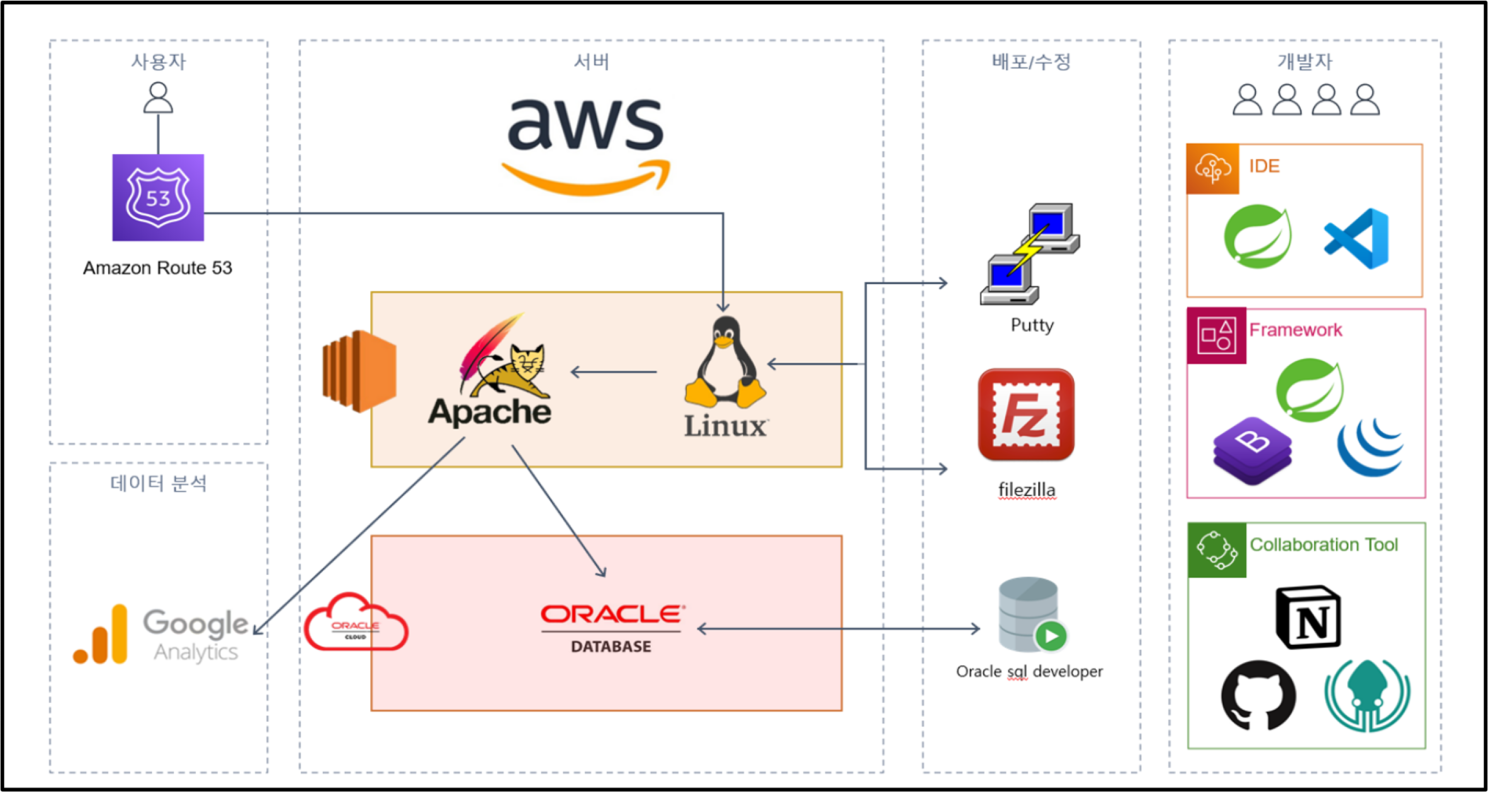 사용자
53
Amazon Route 53
데이터 분석
Google
Analytics
서버
aws
Apache
Linux
ORACLE
CLOUD
ORACLE®
DATABASE
배포/수정
Putty
Fz
filezilla
Oracle sql developer
개발자
IDE
Framework
B
Collaboration Tool
N